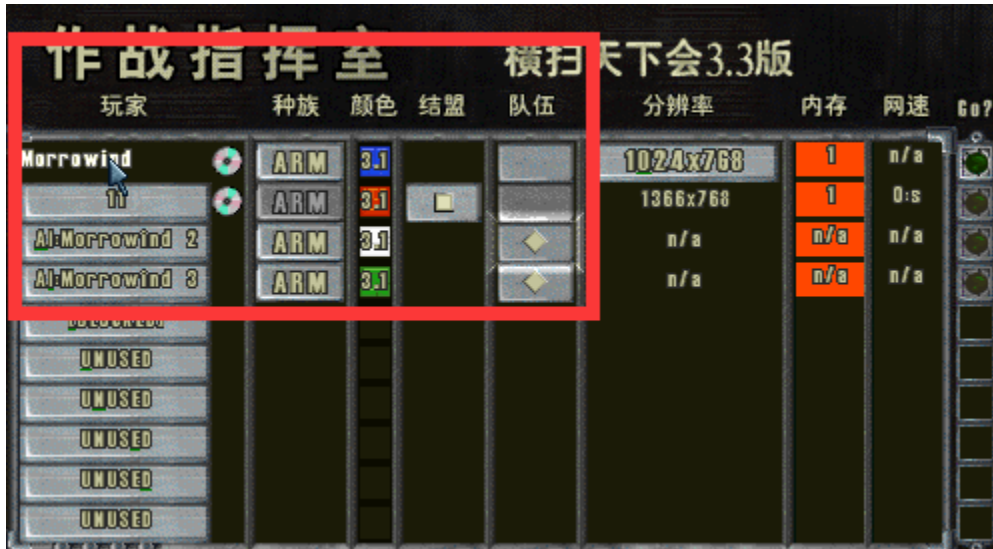 作战指挥室 横扫天下会3.3版
玩家 种族 颜色 结盟 队伍 分辨率 内存 网速 Go?
Morrowind ARM 3.1 1024x768 1 n/a
11 ARM 3.1 1366x768 1 0:S
AI:Morrowind 2 ARM 3.1 n/a n/a n/a
AI:Morrowind 3 ARM 3.1 n/a n/a n/a
UNUSED
UNUSED
UNUSED
UNUSED
UNUSED